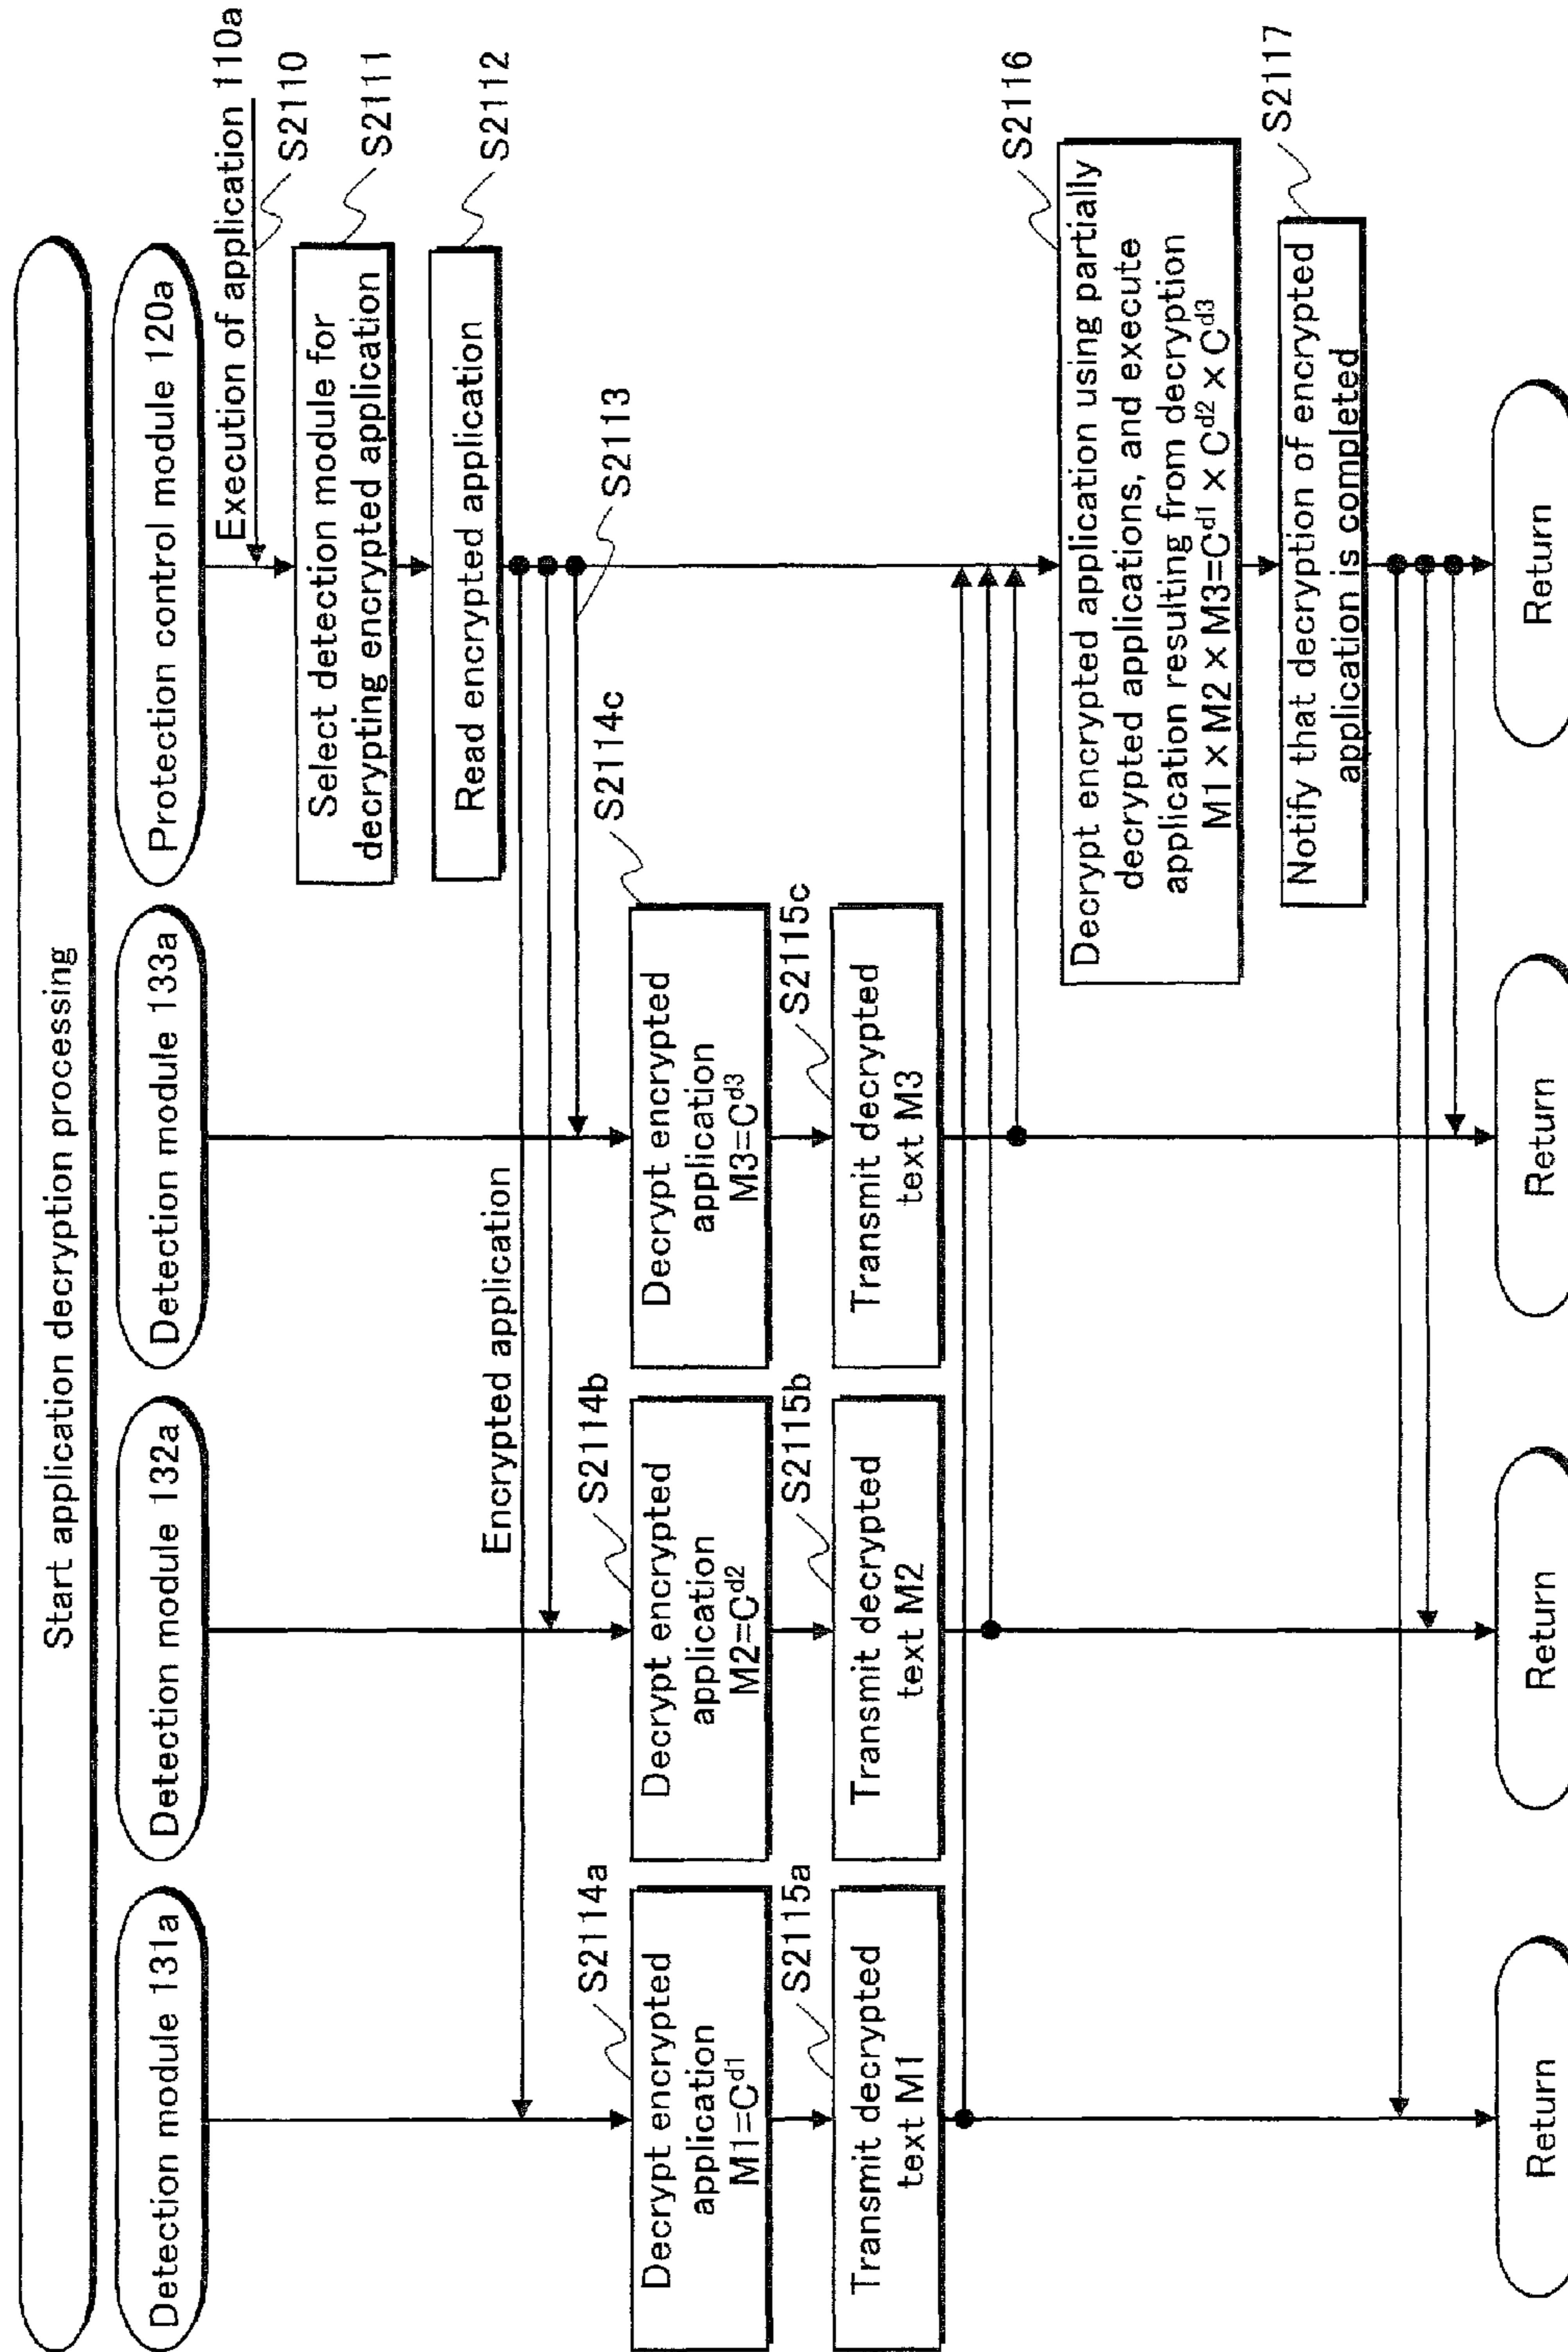 Start application decryption processing
Detection module 131a
Detection module 132a
Detection module 133a
Protection control module 120a
Execution of application 110a
S2110
Select detection module for
decrypting encrypted application
S2111
Read encrypted application
S2112
Encrypted application
S2113
S2114a
Decrypt encrypted
application
M1=C^d1
S2114b
Decrypt encrypted
application
M2=C^d2
S2114c
Decrypt encrypted
application
M3=C^d3
S2115a
Transmit decrypted
text M1
S2115b
Transmit decrypted
text M2
S2115c
Transmit decrypted
text M3
S2116
Decrypt encrypted application using partially
decrypted applications, and execute
application resulting from decryption
M1×M2×M3=C^d1×C^d2×C^d3
S2117
Notify that decryption of encrypted
application is completed
Return
Return
Return
Return